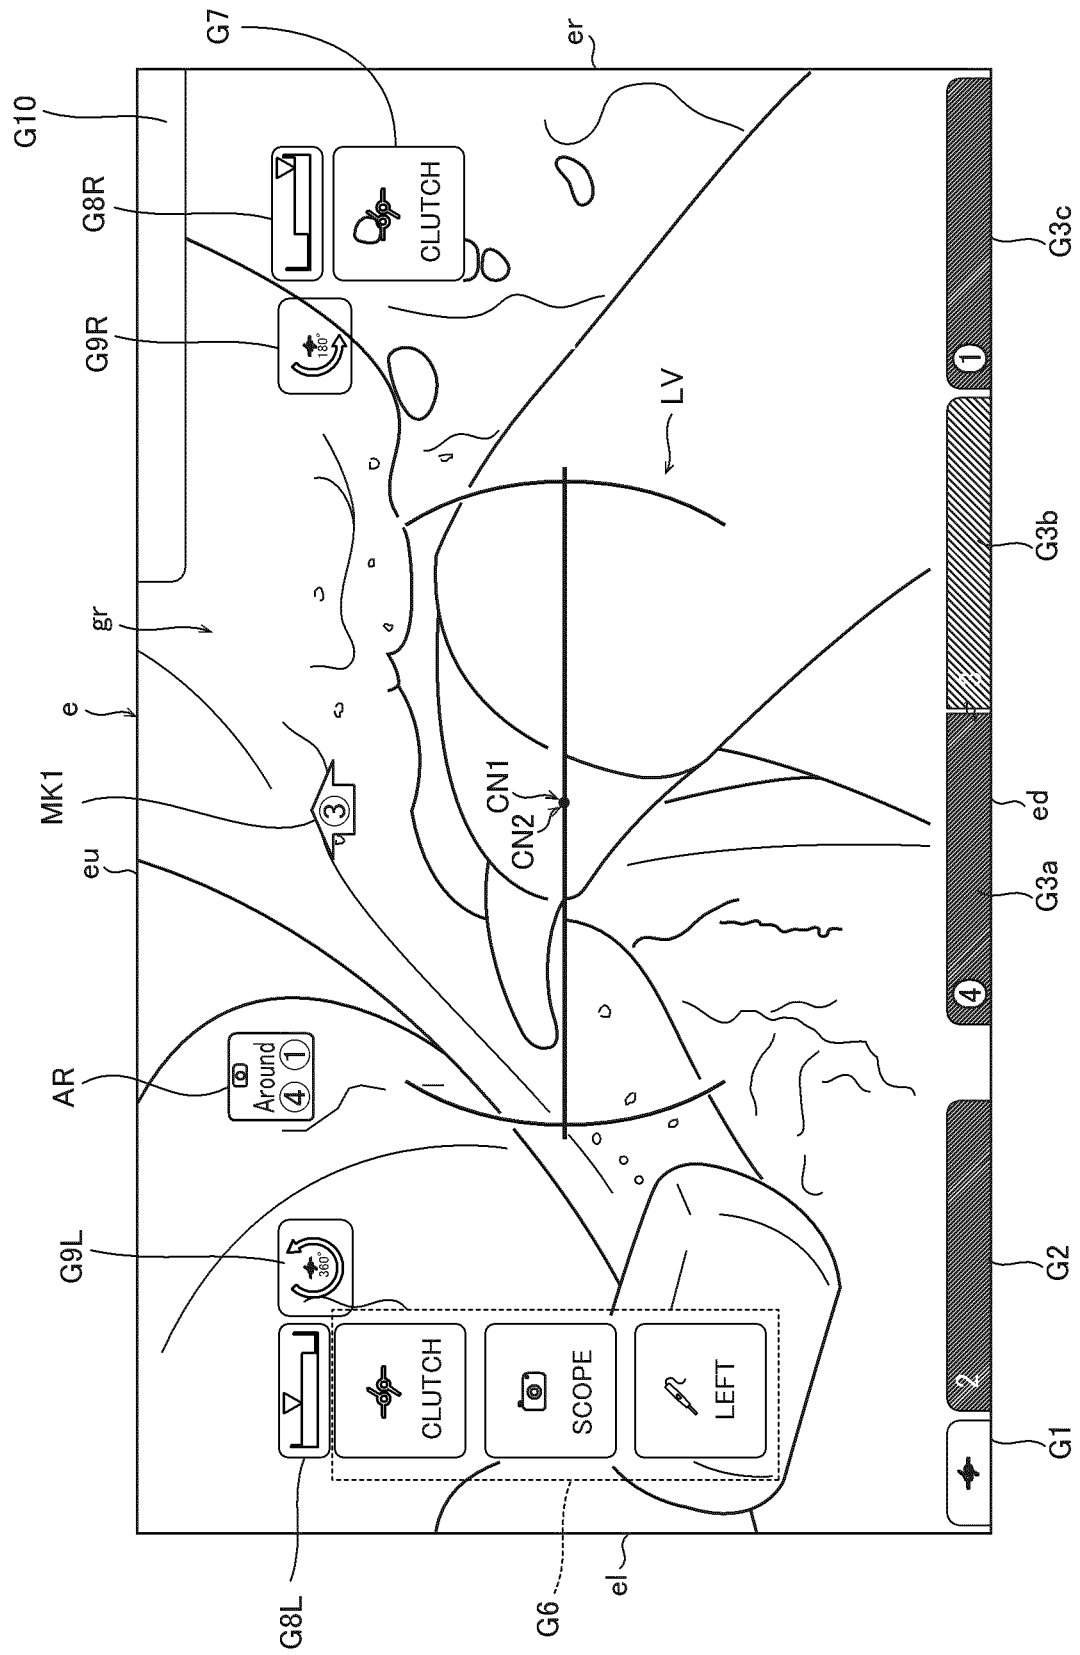 G8L
G9L
AR
eu
MK1
e
gr
G9R
G8R
G10
G7
Around
④ ①
360°
③
180°
CLUTCH
CLUTCH
SCOPE
LEFT
CN2
CN1
LV
G6
el
er
2
④
3
①
G1
G2
G3a
ed
G3b
G3c